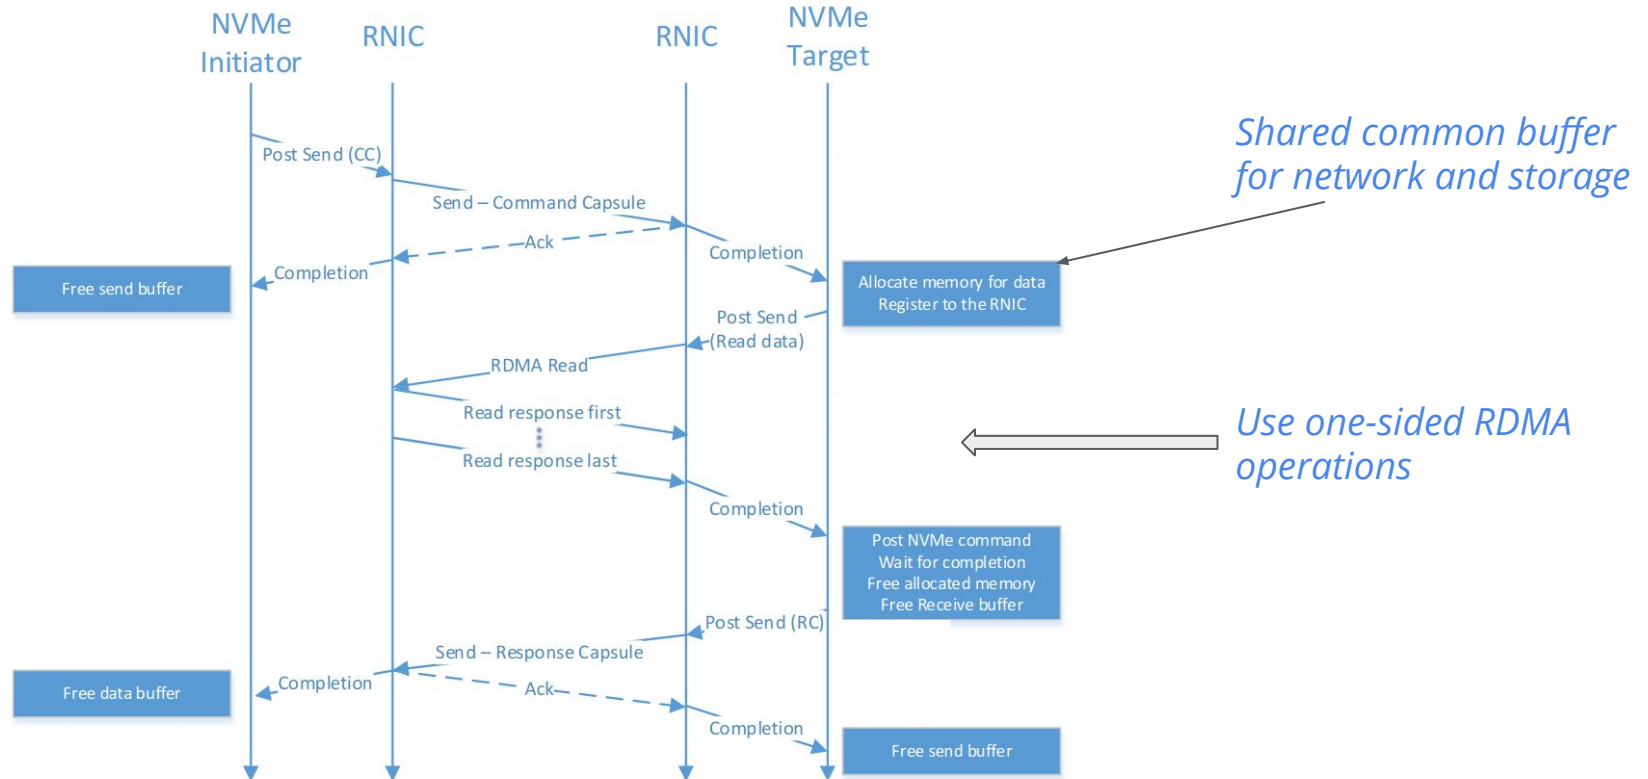 NVMe
Initiator
RNIC
RNIC
NVMe
Target
Shared common buffer
for network and storage
Post Send (CC)
Send – Command Capsule
Ack
Completion
Completion
Free send buffer
Allocate memory for data
Register to the RNIC
Post Send
(Read data)
RDMA Read
Read response first
Read response last
Use one-sided RDMA
operations
Completion
Post NVMe command
Wait for completion
Free allocated memory
Free Receive buffer
Post Send (RC)
Send – Response Capsule
Completion
Ack
Free data buffer
Completion
Free send buffer